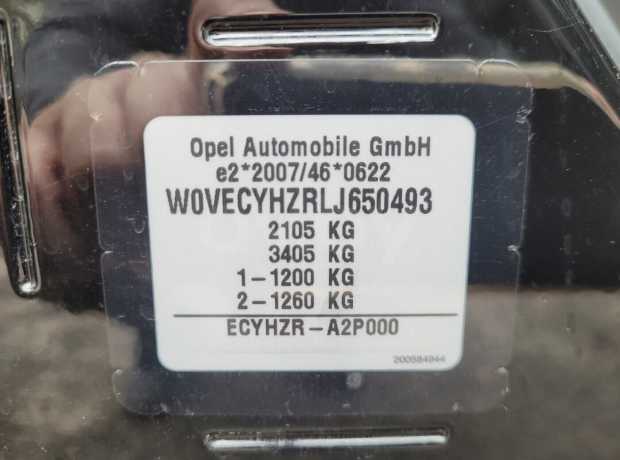 Opel Automobile GmbH
e2*2007/46*0622
W0VECYHZRLJ650493
2105 KG
3405 KG
1-1200 KG
2-1260 KG
ECYHZR-A2P000
200584944